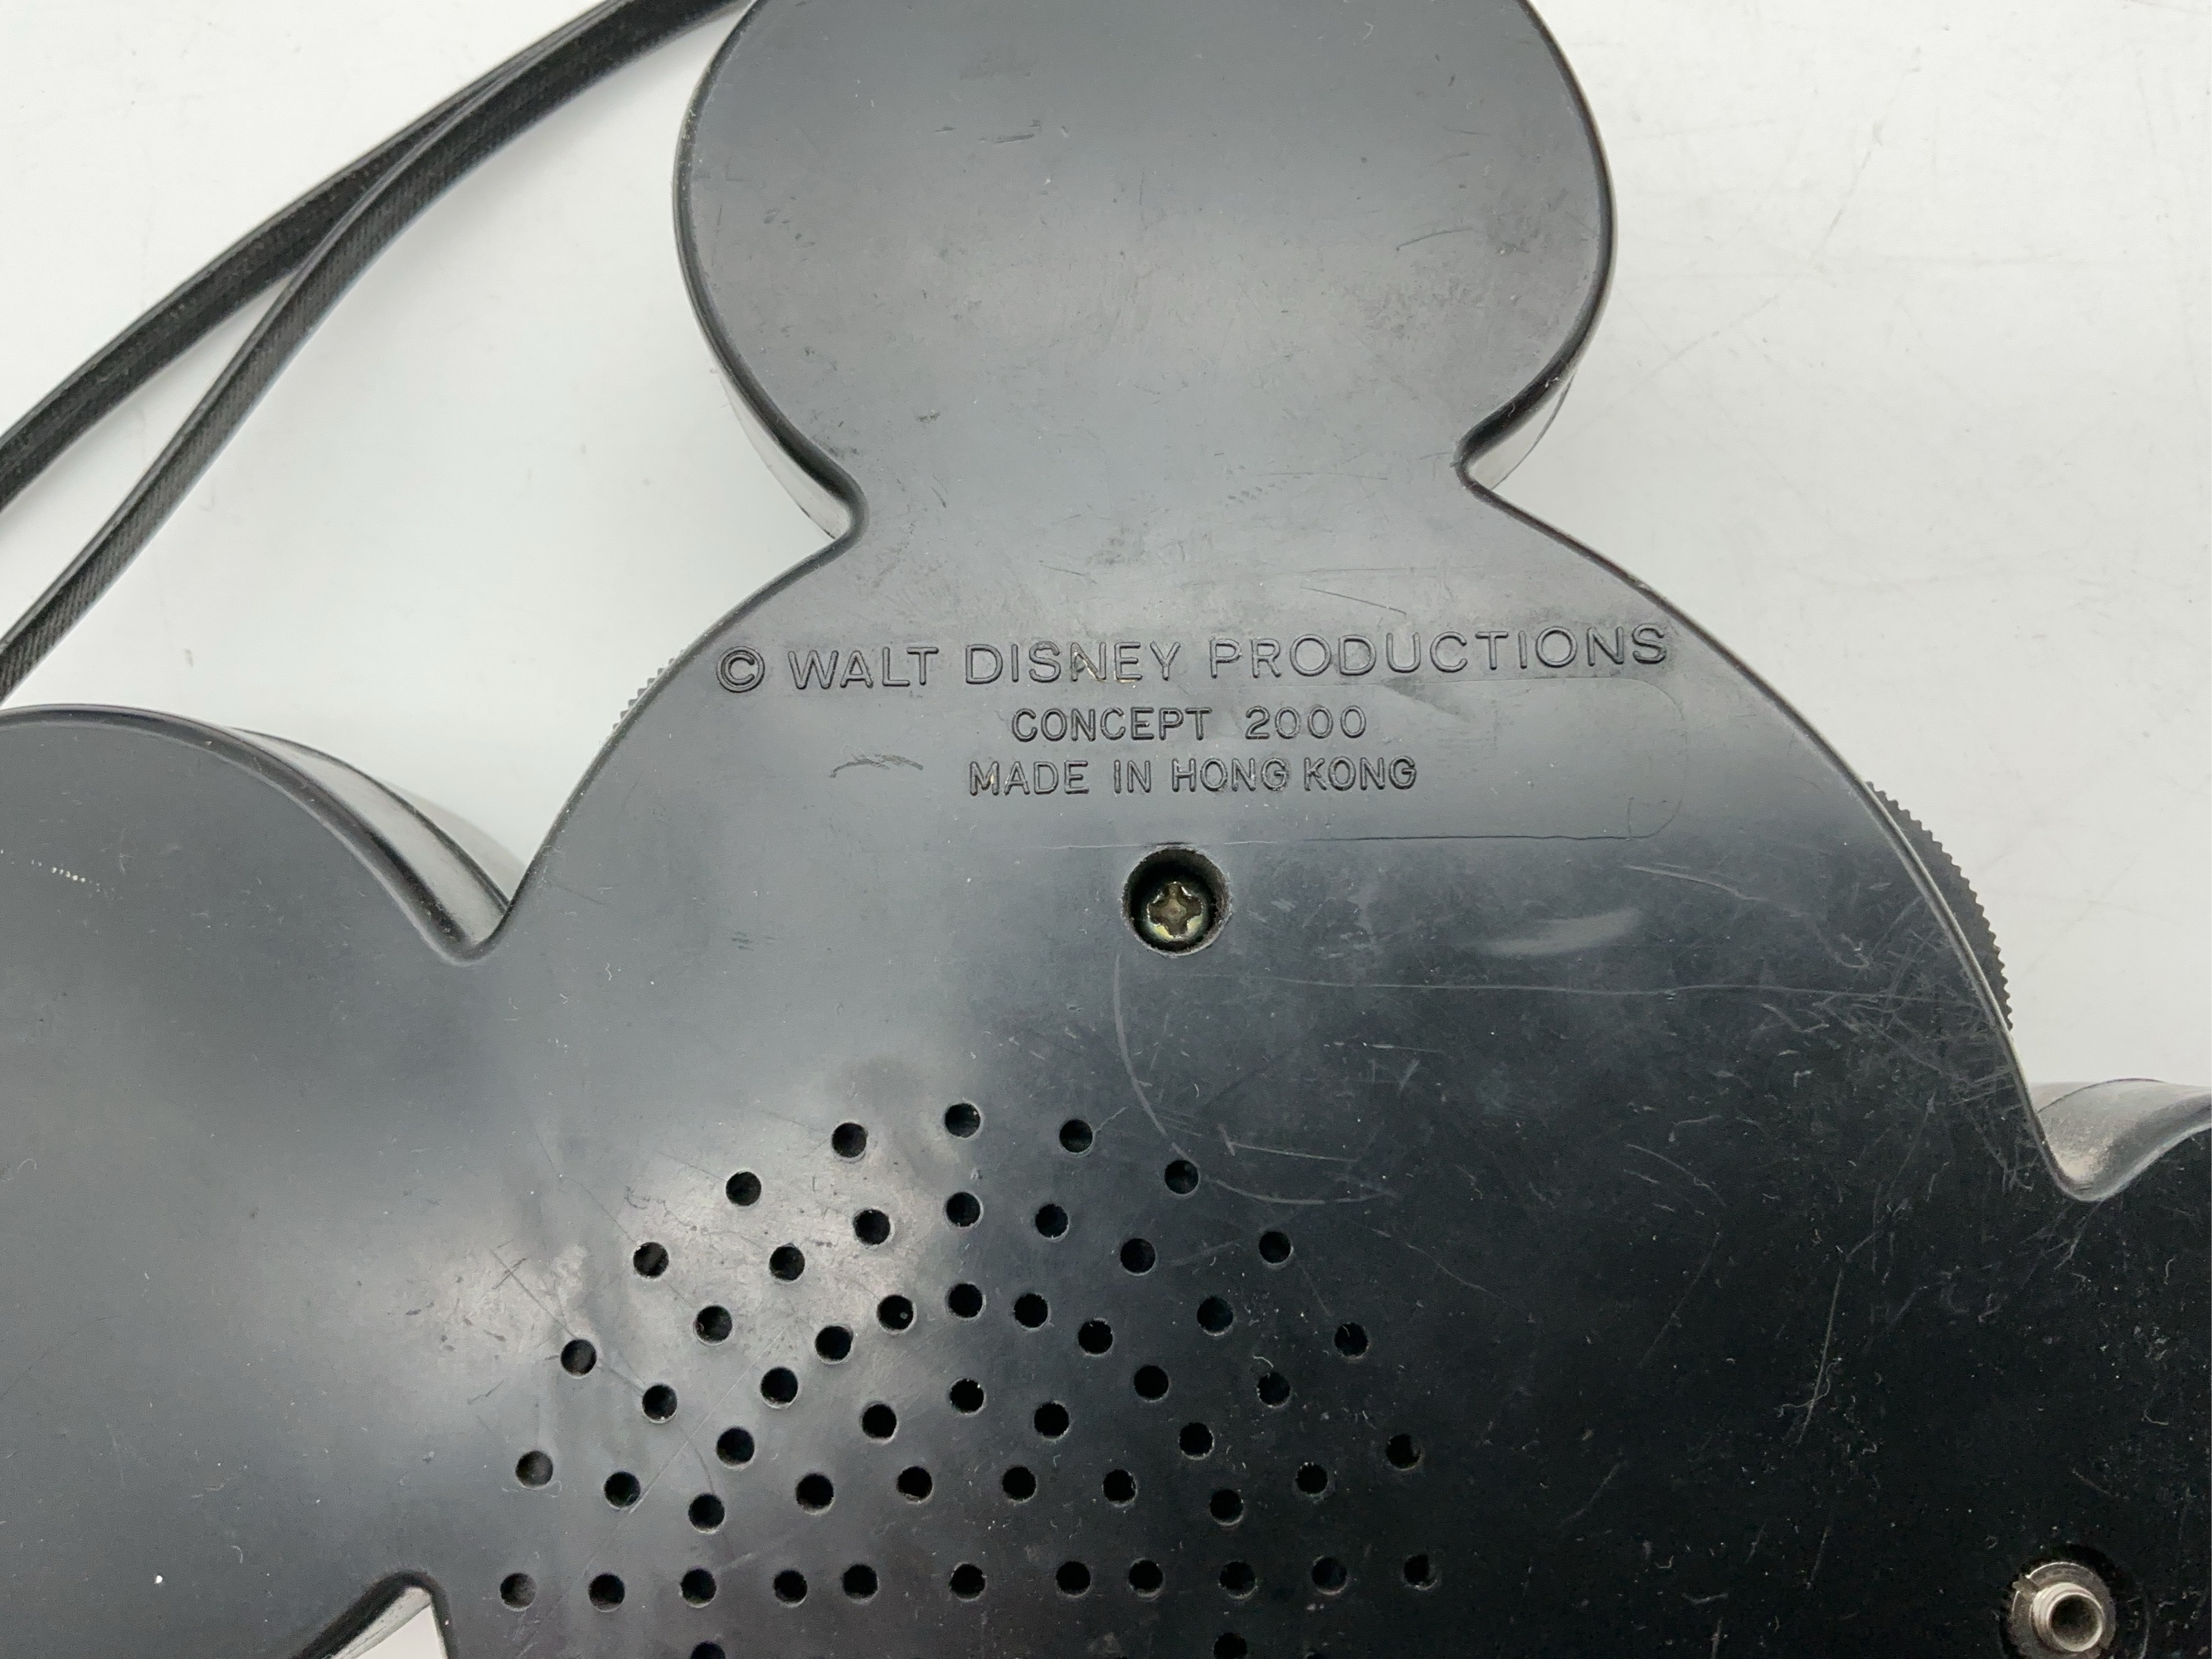 © WALT DISNEY PRODUCTIONS
CONCEPT 2000
MADE IN HONG KONG